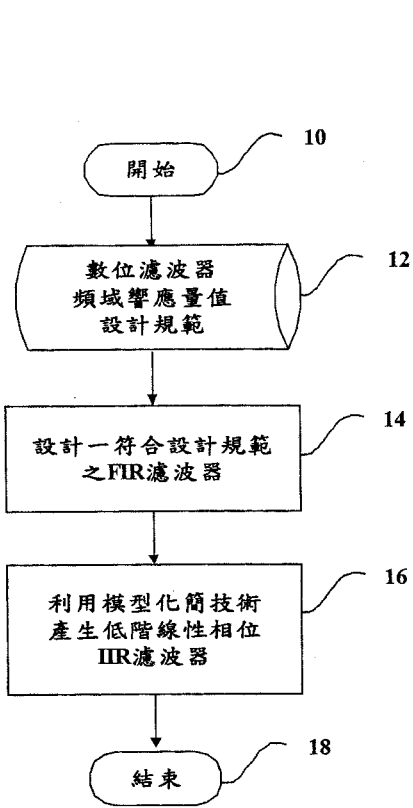 10
開始
12
數位濾波器
頻域響應量值
設計規範
14
設計一符合設計規範
之FIR濾波器
16
利用模型化簡技術
產生低階線性相位
IIR濾波器
18
結束